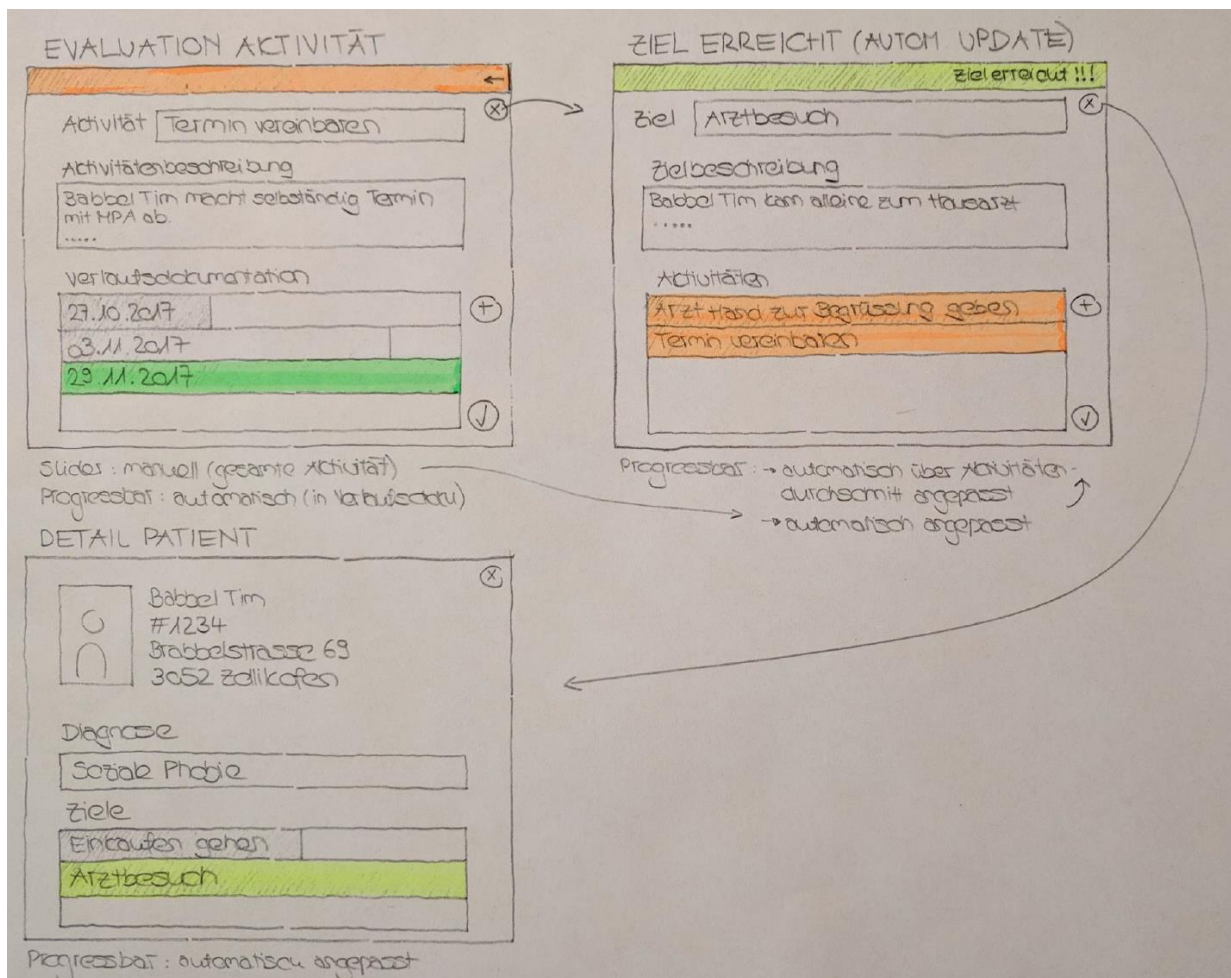 EVALUATION AKTIVITÄT
←
Aktivität Termin vereinbaren
Aktivitätenbeschreibung
Babbel Tim macht selbständig Termin
mit MPA ab.
.....
Verlaufsdokumentation
27.10.2017
03.11.2017
29.11.2017
Slider : manuell (gesamte Aktivität)
Progressbar : automatisch (in Verlaufsdoku)
ZIEL ERREICHT (AUTOM UPDATE)
Ziel erreicht !!!
Ziel Arztbesuch
Zielbeschreibung
Babbel Tim kann alleine zum Hausarzt
.....
Aktivitäten
Arzt Hand zur Begrüssung geben
Termin vereinbaren
Progressbar : → automatisch über Aktivitäten-
durchschnitt angepasst
→ automatisch angepasst
DETAIL PATIENT
Babbel Tim
#1234
Brabbelstrasse 69
3052 Zollikofen
Diagnose
Soziale Phobie
Ziele
Einkaufen gehen
Arztbesuch
Progressbar : automatisch angepasst